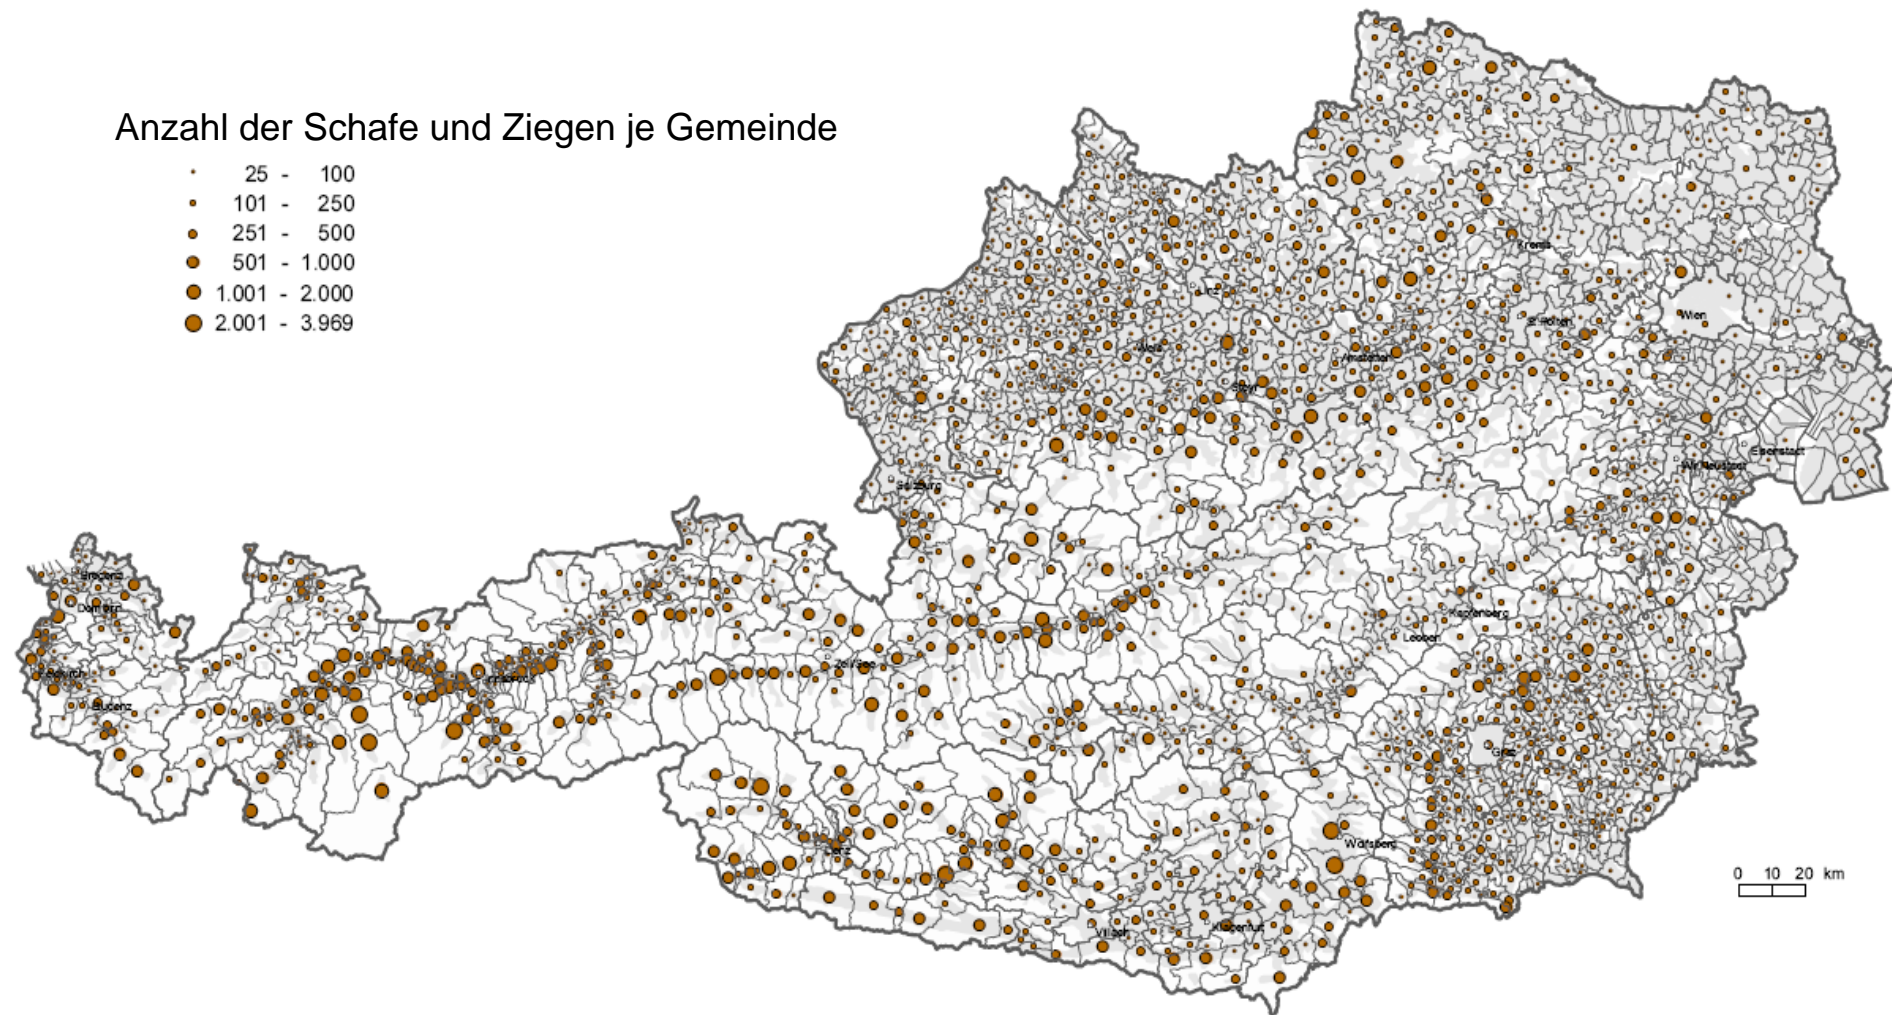 Anzahl der Schafe und Ziegen je Gemeinde
25 - 100
101 - 250
251 - 500
501 - 1.000
1.001 - 2.000
2.001 - 3.969
Krems
Linz
St.Pölten
Wien
Wels
Amstetten
Steyr
Eisenstadt
Wr.Neustadt
Salzburg
Bregenz
Dornbirn
Kapfenberg
Leoben
Zell/See
Feldkirch
Innsbruck
Bludenz
Graz
Lienz
Wolfsberg
0 10 20 km
Villach
Klagenfurt